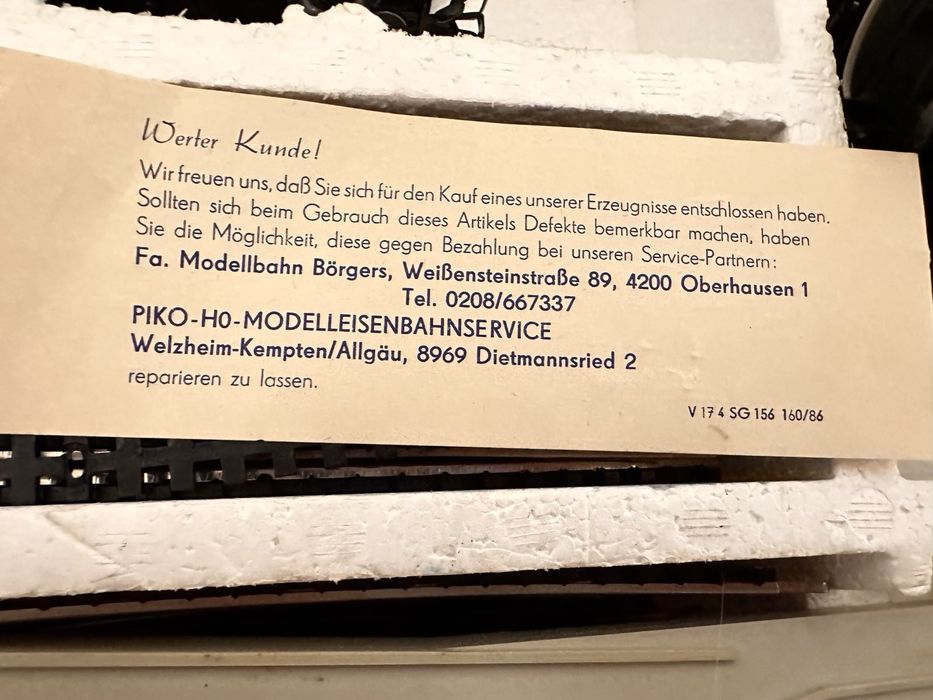 Werter Kunde!
Wir freuen uns, daß Sie sich für den Kauf eines unserer Erzeugnisse entschlossen haben.
Sollten sich beim Gebrauch dieses Artikels Defekte bemerkbar machen, haben
Sie die Möglichkeit, diese gegen Bezahlung bei unseren Service-Partnern:
Fa. Modellbahn Börgers, Weißensteinstraße 89, 4200 Oberhausen 1
Tel. 0208/667337
PIKO-H0-MODELLEISENBAHNSERVICE
Welzheim-Kempten/Allgäu, 8969 Dietmannsried 2
reparieren zu lassen.
V 17 4 SG 156 160/86